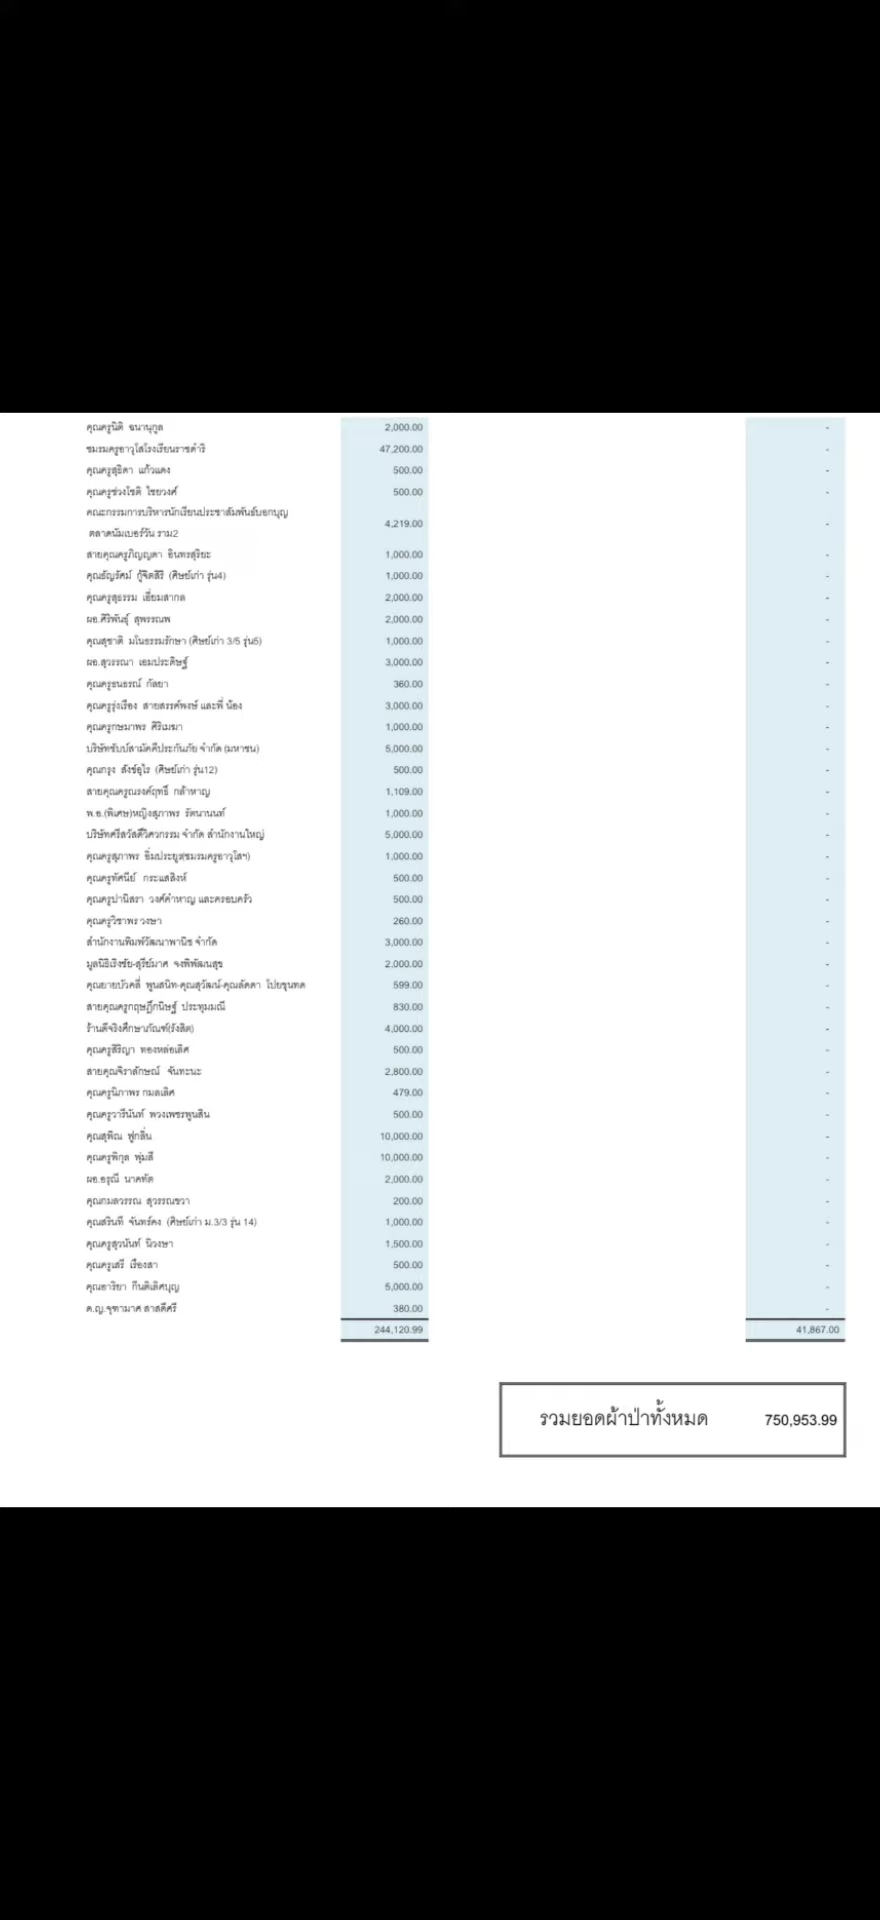 คุณครูนิติ ฉนานุกูล 2,000.00 -
ชมรมครูอาวุโสโรงเรียนราชดำริ 47,200.00 -
คุณครูสุธิดา แก้วแดง 500.00 -
คุณครูช่วงโชติ ไชยวงศ์ 500.00 -
คณะกรรมการบริหารนักเรียนประชาสัมพันธ์บอกบุญ
ตลาดนัมเบอร์วัน ราม2 4,219.00 -
สายคุณครูภิญญดา อินทรสุริยะ 1,000.00 -
คุณธัญรัศม์ กู้จิตสิริ (ศิษย์เก่า รุ่น4) 1,000.00 -
คุณครูสุธรรม เอี่ยมสากล 2,000.00 -
ผอ.ศิริพันธุ์ สุพรรณพ 2,000.00 -
คุณสุชาติ มโนธรรมรักษา (ศิษย์เก่า 3/5 รุ่น5) 1,000.00 -
ผอ.สุวรรณา เอมประดิษฐ์ 3,000.00 -
คุณครูธนธรณ์ กัลยา 360.00 -
คุณครูรุ่งเรือง สายสรรค์พงษ์ และพี่ น้อง 3,000.00 -
คุณครูกษมาพร ศิริเมฆา 1,000.00 -
บริษัทชับบ์สามัคคีประกันภัย จำกัด (มหาชน) 5,000.00 -
คุณกรุง สังข์อุไร (ศิษย์เก่า รุ่น12) 500.00 -
สายคุณครูณรงค์ฤทธิ์ กล้าหาญ 1,109.00 -
พ.อ.(พิเศษ)หญิงสุภาพร รัตนานนท์ 1,000.00 -
บริษัทศรีสวัสดิ์วิศวกรรม จำกัด สำนักงานใหญ่ 5,000.00 -
คุณครูสุภาพร อิ่มประยูร(ชมรมครูอาวุโสฯ) 1,000.00 -
คุณครูทัศนีย์ กระแสสิงห์ 500.00 -
คุณครูปานิสรา วงศ์คำหาญ และครอบครัว 500.00 -
คุณครูวิชาพร วงษา 260.00 -
สำนักงานพิมพ์วัฒนาพานิช จำกัด 3,000.00 -
มูลนิธิเริงชัย-สุรีย์มาศ จงพิพัฒนสุข 2,000.00 -
คุณยายบัวคลี่ พูนสนิท-คุณสุวัฒน์-คุณลัดดา โปยขุนทด 599.00 -
สายคุณครูกฤษฎิ์กนิษฐ์ ประทุมมณี 830.00 -
ร้านดีจริงศึกษาภัณฑ์(รังสิต) 4,000.00 -
คุณครูสิริญา ทองหล่อเลิศ 500.00 -
สายคุณจิราลักษณ์ จันทะนะ 2,800.00 -
คุณครูนิภาพร กมลเลิศ 479.00 -
คุณครูวารีนันท์ พวงเพชรพูนสิน 500.00 -
คุณสุพิณ ฟูกลิ่น 10,000.00 -
คุณครูพิกุล พุ่มสี 10,000.00 -
ผอ.อรุณี นาคทัต 2,000.00 -
คุณกมลวรรณ สุวรรณขวา 200.00 -
คุณสรินทึ จันทร์คง (ศิษย์เก่า ม.3/3 รุ่น 14) 1,000.00 -
คุณครูสุวนันท์ นิวงษา 1,500.00 -
คุณครูเสรี เรืองสา 500.00 -
คุณอาริยา กีนติเลิศบุญ 5,000.00 -
ด.ญ.จุฑามาศ สาสดีศรี 380.00 -
244,120.99 41,867.00
รวมยอดผ้าป่าทั้งหมด 750,953.99